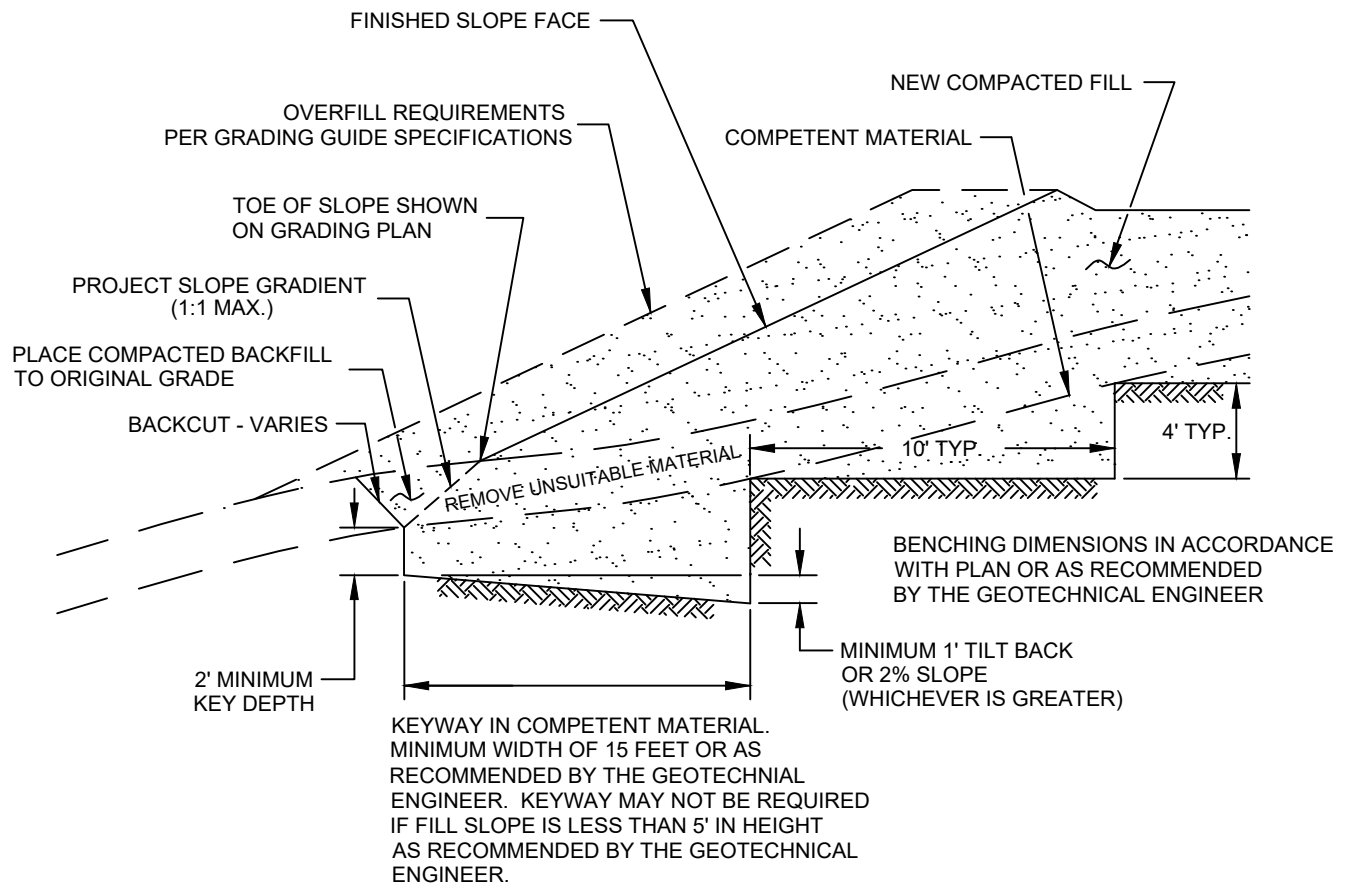 FINISHED SLOPE FACE
NEW COMPACTED FILL
OVERFILL REQUIREMENTS
PER GRADING GUIDE SPECIFICATIONS
COMPETENT MATERIAL
TOE OF SLOPE SHOWN
ON GRADING PLAN
PROJECT SLOPE GRADIENT
(1:1 MAX.)
PLACE COMPACTED BACKFILL
TO ORIGINAL GRADE
BACKCUT - VARIES
4' TYP.
10' TYP.
REMOVE UNSUITABLE MATERIAL
BENCHING DIMENSIONS IN ACCORDANCE
WITH PLAN OR AS RECOMMENDED
BY THE GEOTECHNICAL ENGINEER
MINIMUM 1' TILT BACK
OR 2% SLOPE
(WHICHEVER IS GREATER)
2' MINIMUM
KEY DEPTH
KEYWAY IN COMPETENT MATERIAL.
MINIMUM WIDTH OF 15 FEET OR AS
RECOMMENDED BY THE GEOTECHNIAL
ENGINEER. KEYWAY MAY NOT BE REQUIRED
IF FILL SLOPE IS LESS THAN 5' IN HEIGHT
AS RECOMMENDED BY THE GEOTECHNICAL
ENGINEER.